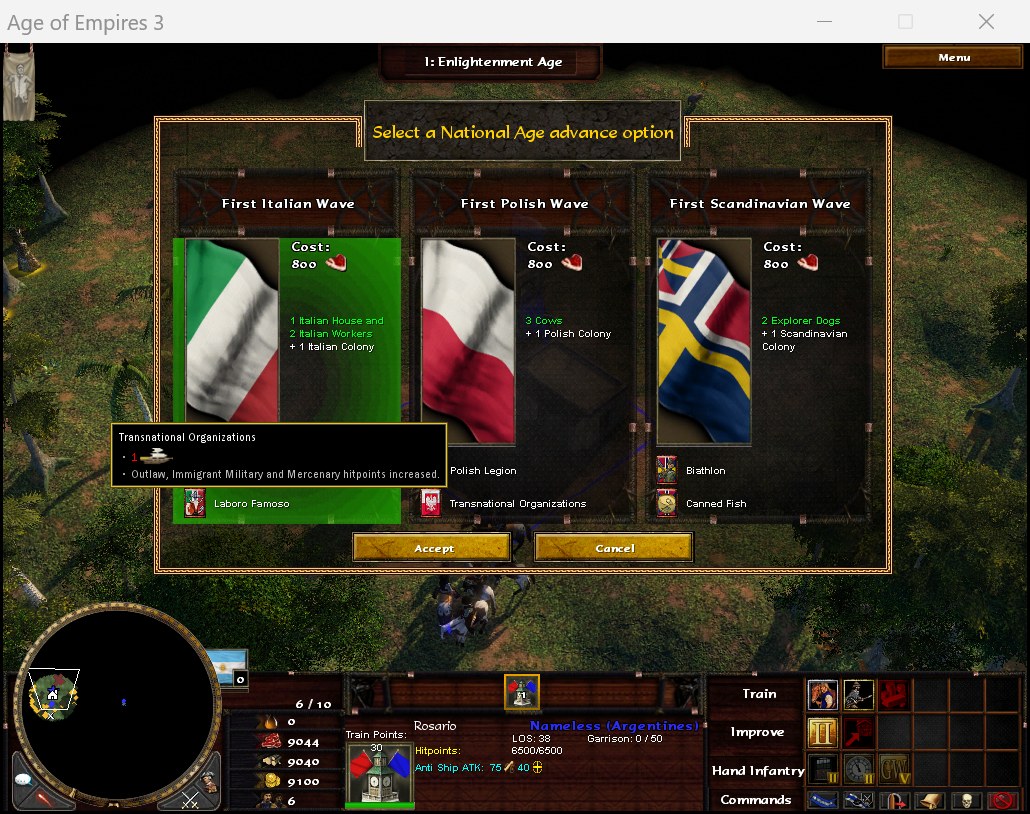 Age of Empires 3
1: Enlightenment Age
Menu
Select a National Age advance option
First Italian Wave
Cost:
800
1 Italian House and
2 Italian Workers
+ 1 Italian Colony
First Polish Wave
Cost:
800
3 Cows
+ 1 Polish Colony
First Scandinavian Wave
Cost:
800
2 Explorer Dogs
+ 1 Scandinavian
Colony
Transnational Organizations
· 1
· Outlaw, Immigrant Military and Mercenary hitpoints increased.
Laboro Famoso
Polish Legion
Transnational Organizations
Biathlon
Canned Fish
Accept
Cancel
0
6 / 10
0
9044
9040
9100
6
Train Points:
30
1
Rosario
Nameless (Argentines)
Hitpoints:
LOS: 38
Garrison: 0 / 50
6500/6500
Anti Ship ATK: 75 40
Train
Improve
II
Hand Infantry
II
II
V
Commands